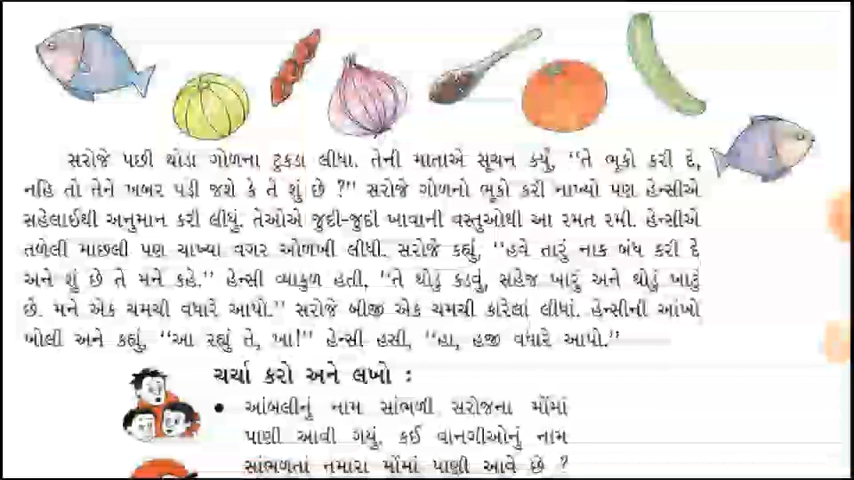 સરોજે પછી થોડા ગોળના ટુકડા લીધા. તેની માતાએ સૂચન કર્યું, “તે ભૂકો કરી દે,
નહિ તો તેને ખબર પડી જશે કે તે શું છે ?” સરોજે ગોળનો ભૂકો કરી નાખ્યો પણ હેન્સીએ
સહેલાઈથી અનુમાન કરી લીધું. તેઓએ જુદી-જુદી ખાવાની વસ્તુઓથી આ રમત રમી. હેન્સીએ
તળેલી માછલી પણ ચાખ્યા વગર ઓળખી લીધી. સરોજે કહ્યું, “હવે તારું નાક બંધ કરી દે
અને શું છે તે મને કહે.” હેન્સી વ્યાકુળ હતી, “તે થોડું કડવું, સહેજ ખારું અને થોડું ખાટું
છે. મને એક ચમચી વધારે આપો.” સરોજે બીજી એક ચમચી કારેલાં લીધાં. હેન્સીની આંખો
ખોલી અને કહ્યું, “આ રહ્યું તે, ખા!” હેન્સી હસી, “હા, હજી વધારે આપો.”
ચર્ચા કરો અને લખો :
• આંબલીનું નામ સાંભળી સરોજના મોંમાં
પાણી આવી ગયું. કઈ વાનગીઓનું નામ
સાંભળતાં તમારા મોંમાં પાણી આવે છે ?